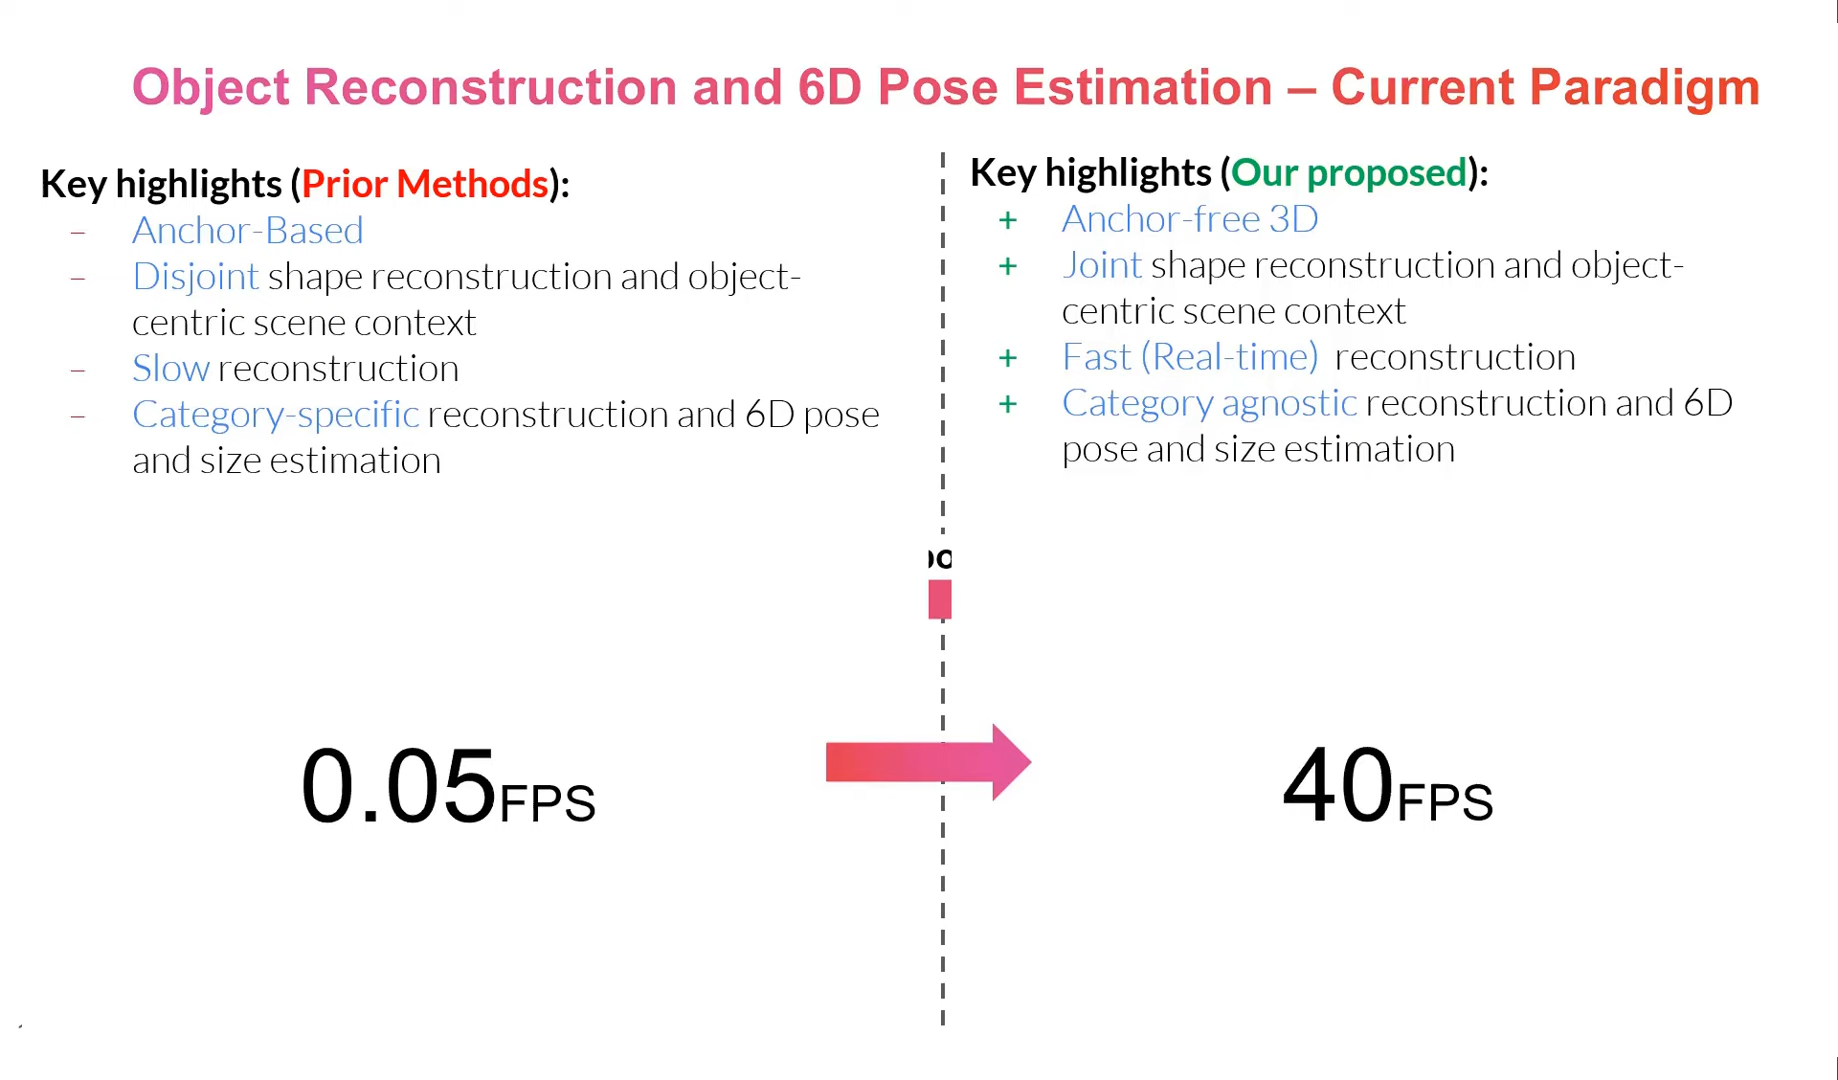 Object Reconstruction and 6D Pose Estimation – Current Paradigm
Key highlights (Prior Methods):
– Anchor-Based
– Disjoint shape reconstruction and object-
centric scene context
– Slow reconstruction
– Category-specific reconstruction and 6D pose
and size estimation
Key highlights (Our proposed):
+ Anchor-free 3D
+ Joint shape reconstruction and object-
centric scene context
+ Fast (Real-time) reconstruction
+ Category agnostic reconstruction and 6D
pose and size estimation
0.05FPS
40FPS